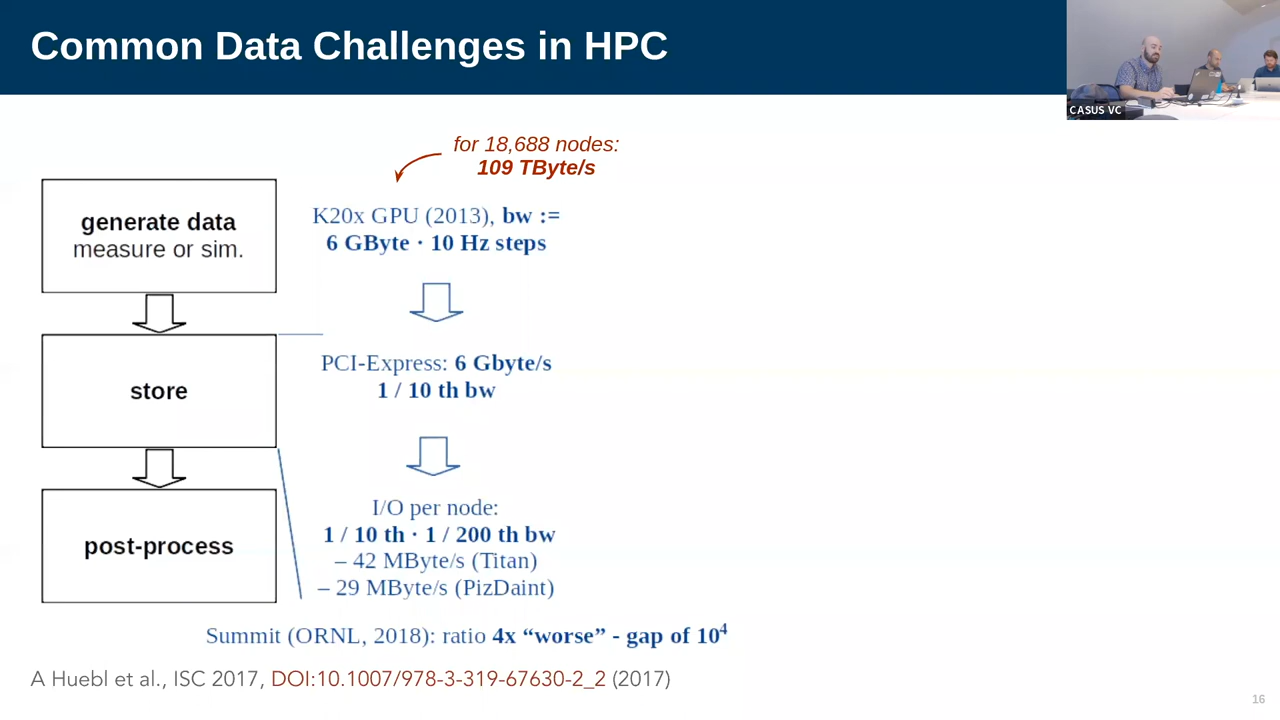 Common Data Challenges in HPC
CASUS VC
for 18,688 nodes:
109 TByte/s
generate data
measure or sim.
K20x GPU (2013), bw :=
6 GByte · 10 Hz steps
store
PCI-Express: 6 Gbyte/s
1 / 10 th bw
post-process
I/O per node:
1 / 10 th · 1 / 200 th bw
– 42 MByte/s (Titan)
– 29 MByte/s (PizDaint)
Summit (ORNL, 2018): ratio 4x “worse” - gap of 10⁴
A Huebl et al., ISC 2017, DOI:10.1007/978-3-319-67630-2_2 (2017)
16